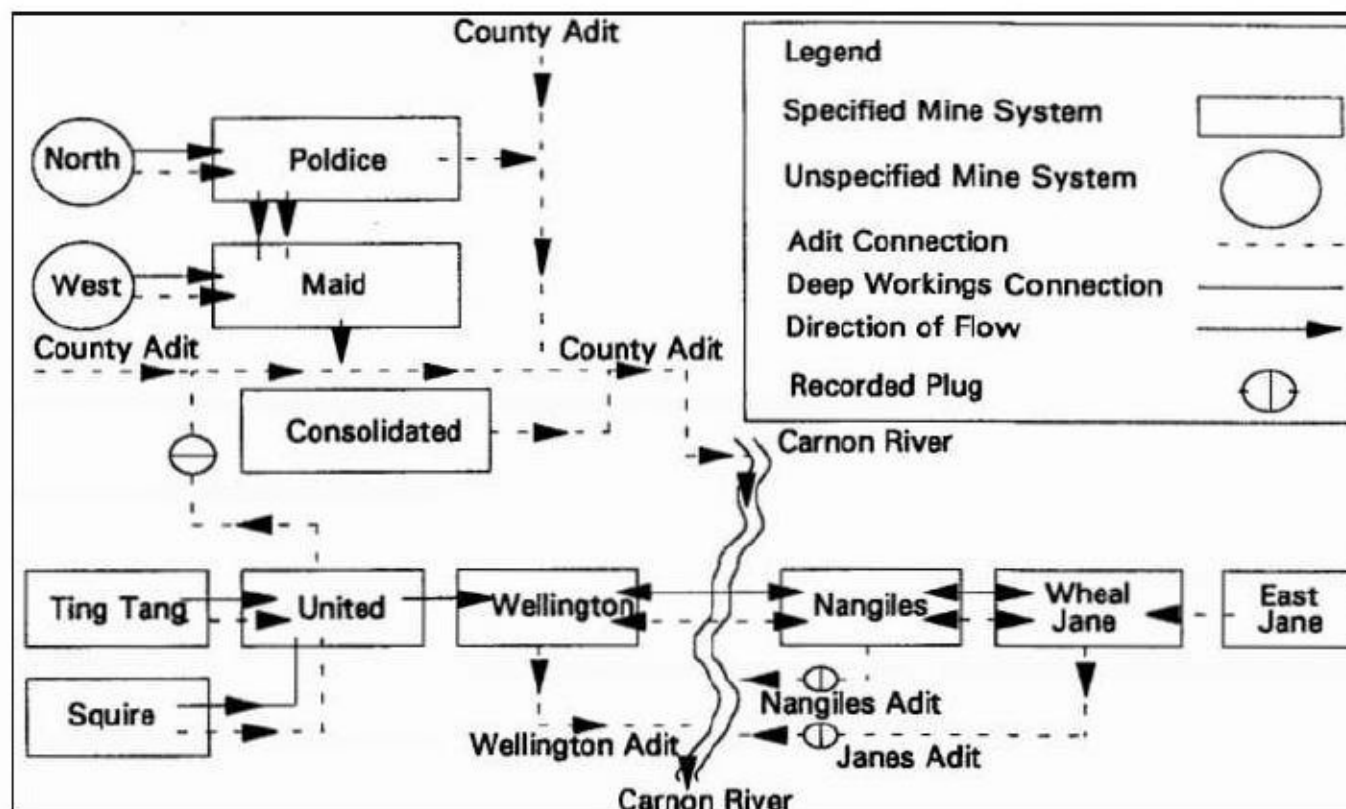 County Adit
Legend
Specified Mine System
North
Poldice
Unspecified Mine System
Adit Connection
West
Maid
Deep Workings Connection
Direction of Flow
County Adit
County Adit
Recorded Plug
Consolidated
Carnon River
Ting Tang
United
Wellington
Nangiles
Wheal
Jane
East
Jane
Squire
Nangiles Adit
Wellington Adit
Janes Adit
Carnon River